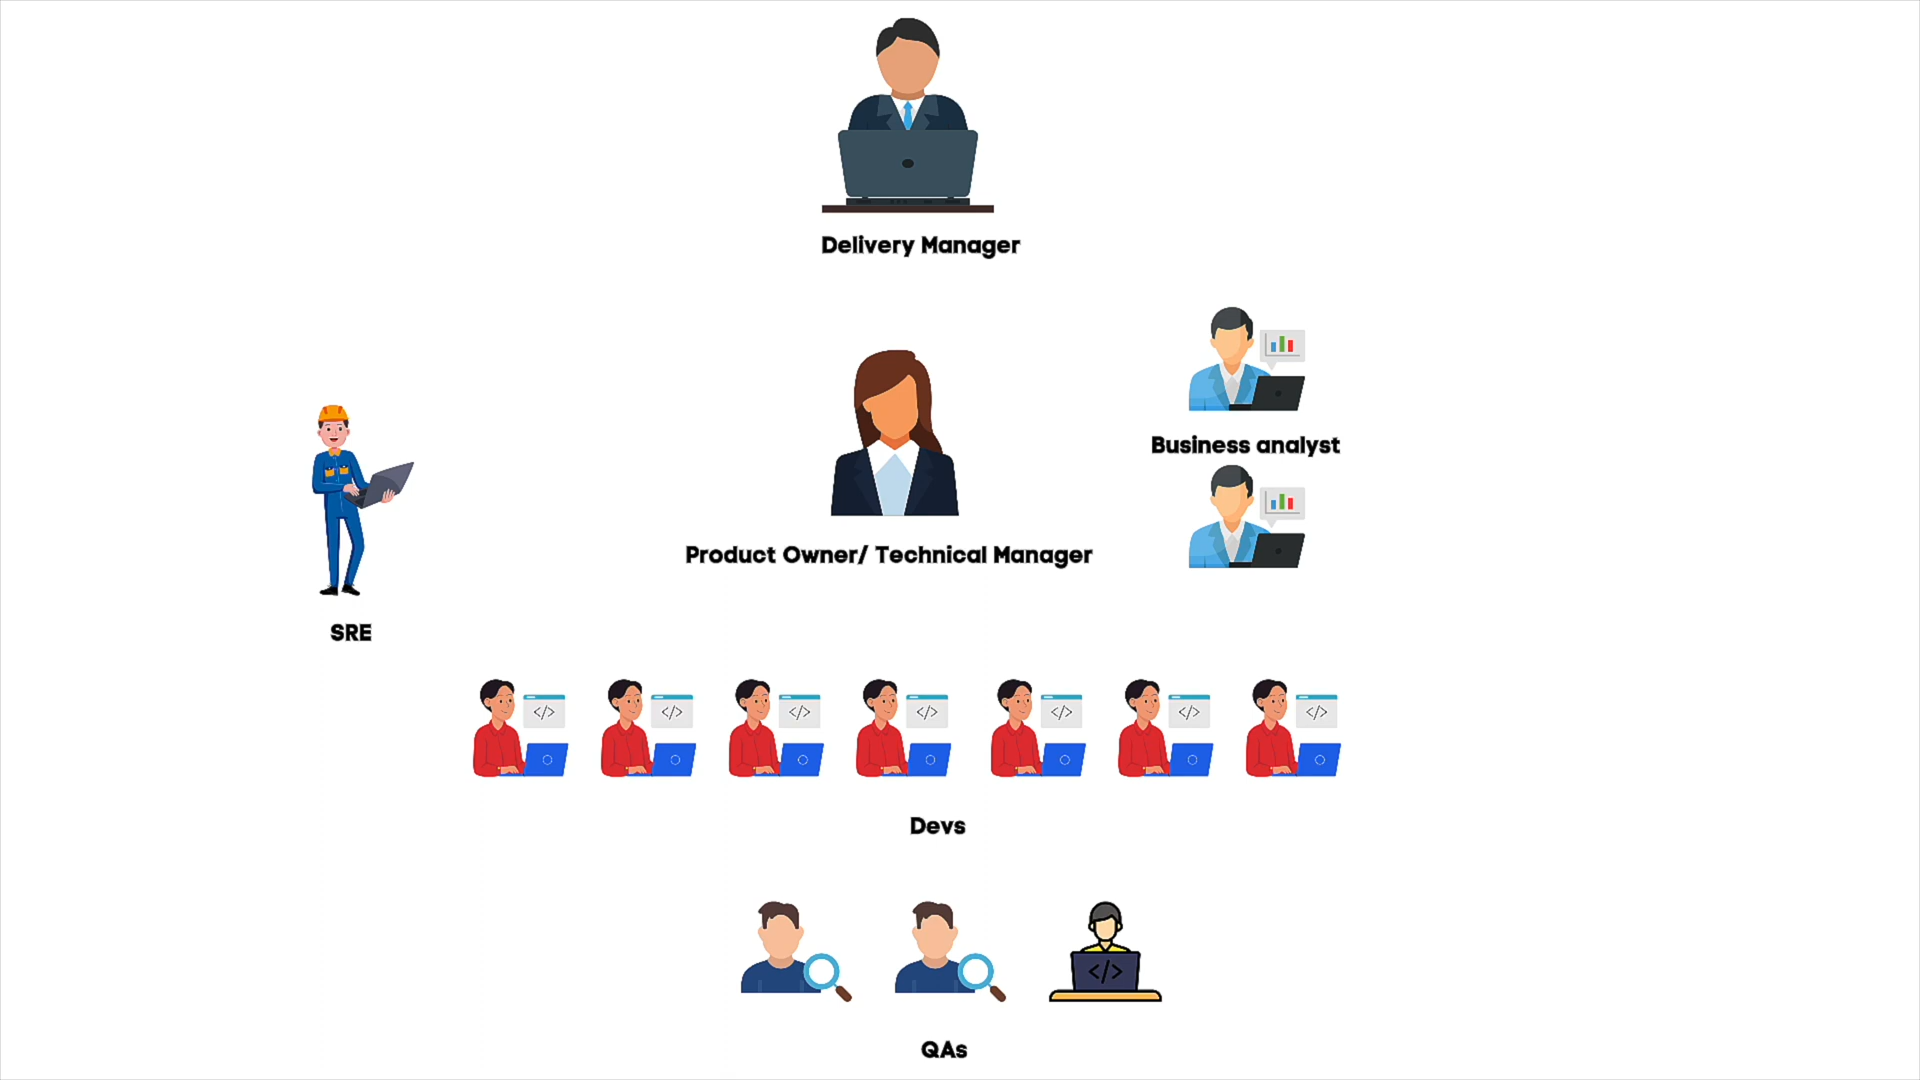 Delivery Manager
Business analyst
Product Owner/ Technical Manager
SRE
</>
</>
</>
</>
</>
</>
</>
Devs
</>
QAs